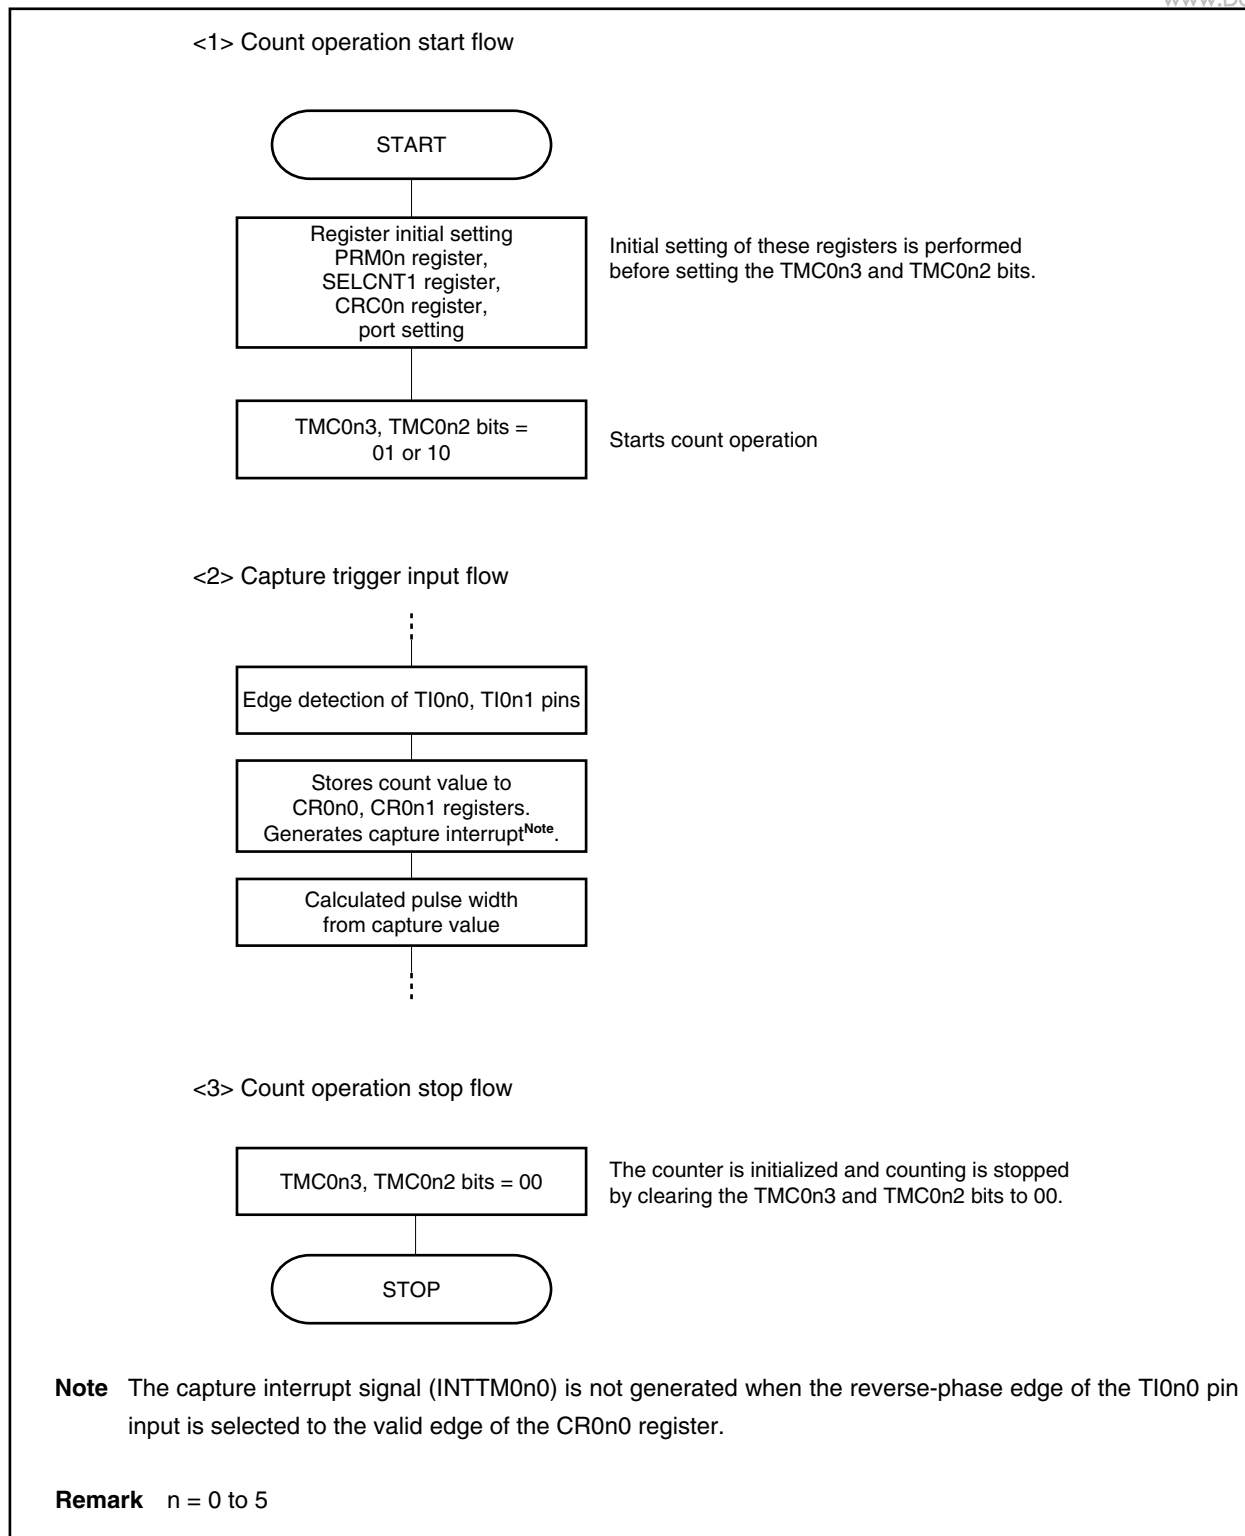 <1> Count operation start flow
START
Register initial setting
PRM0n register,
SELCNT1 register,
CRC0n register,
port setting
Initial setting of these registers is performed
before setting the TMC0n3 and TMC0n2 bits.
TMC0n3, TMC0n2 bits =
01 or 10
Starts count operation
<2> Capture trigger input flow
Edge detection of TI0n0, TI0n1 pins
Stores count value to
CR0n0, CR0n1 registers.
Generates capture interruptNote.
Calculated pulse width
from capture value
<3> Count operation stop flow
TMC0n3, TMC0n2 bits = 00
The counter is initialized and counting is stopped
by clearing the TMC0n3 and TMC0n2 bits to 00.
STOP
Note The capture interrupt signal (INTTM0n0) is not generated when the reverse-phase edge of the TI0n0 pin
input is selected to the valid edge of the CR0n0 register.
Remark n = 0 to 5